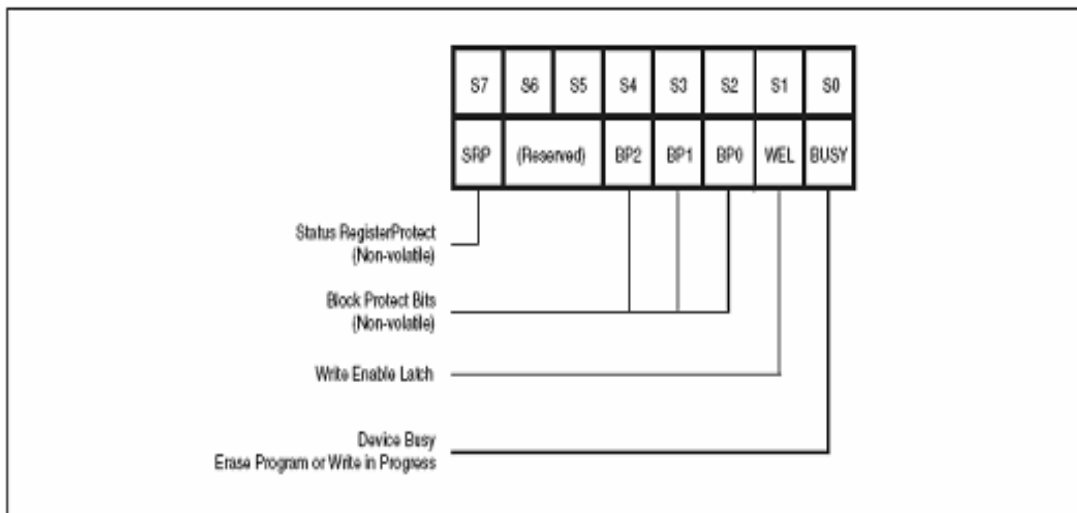 S7 S6 S5 S4 S3 S2 S1 S0
SRP (Reserved) BP2 BP1 BP0 WEL BUSY
Status RegisterProtect
(Non-volatile)
Block Protect Bits
(Non-volatile)
Write Enable Latch
Device Busy
Erase Program or Write in Progress